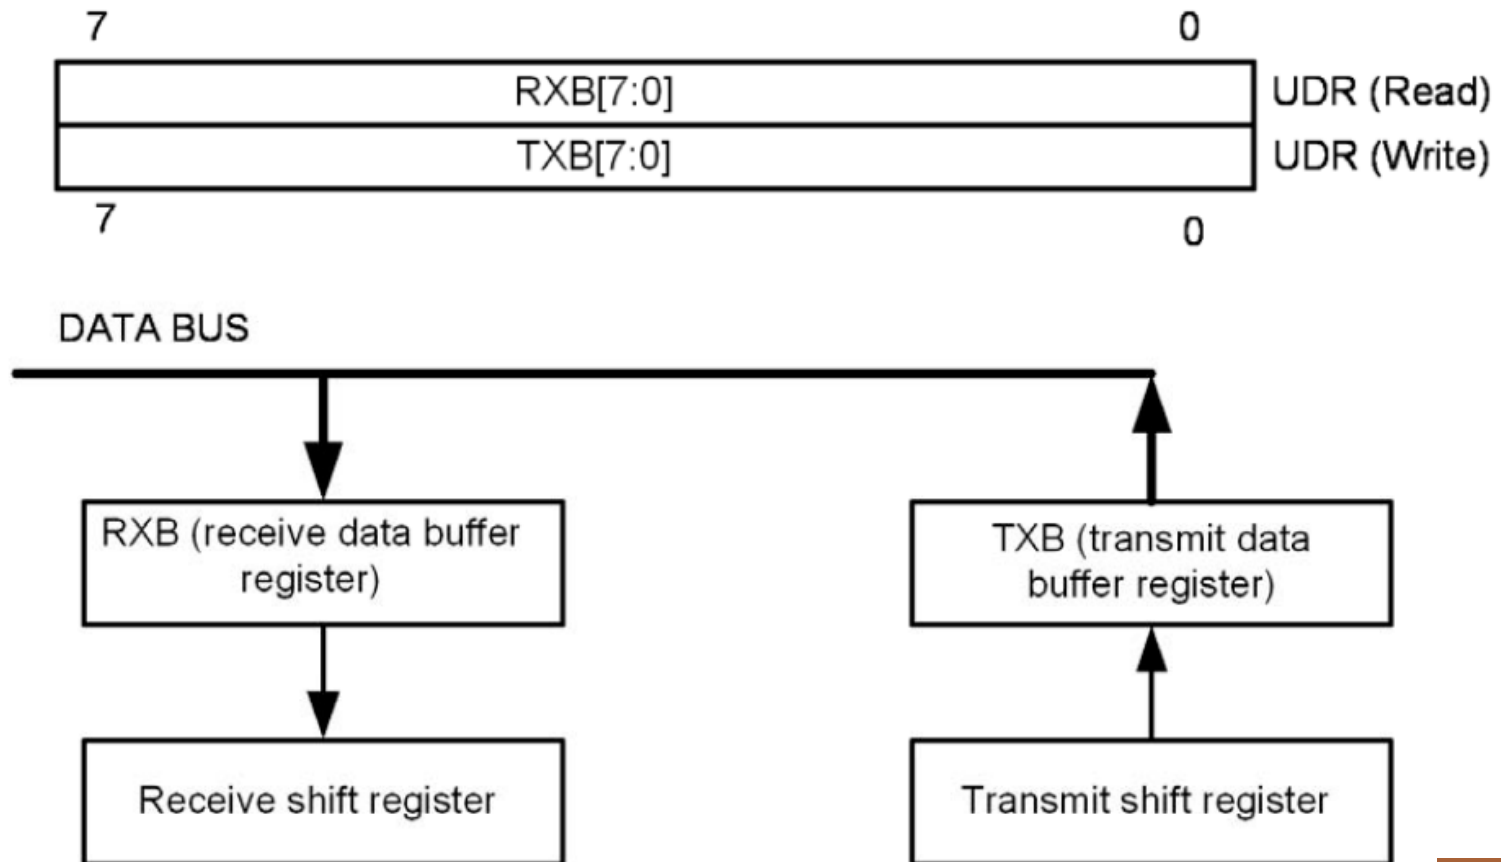 7 0
RXB[7:0] UDR (Read)
TXB[7:0] UDR (Write)
7 0
DATA BUS
RXB (receive data buffer
register)
TXB (transmit data
buffer register)
Receive shift register
Transmit shift register